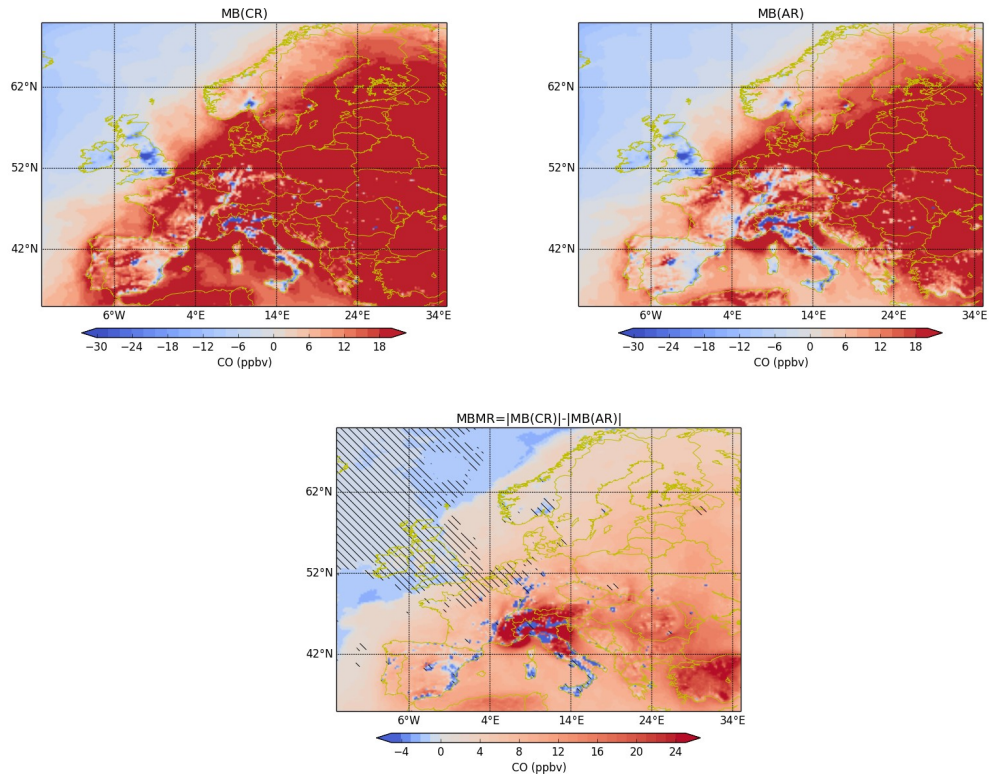 MB(CR)
62°N
52°N
42°N
6°W 4°E 14°E 24°E 34°E
−30 −24 −18 −12 −6 0 6 12 18
CO (ppbv)
MB(AR)
62°N
52°N
42°N
6°W 4°E 14°E 24°E 34°E
−30 −24 −18 −12 −6 0 6 12 18
CO (ppbv)
MBMR=|MB(CR)|-|MB(AR)|
62°N
52°N
42°N
6°W 4°E 14°E 24°E 34°E
−4 0 4 8 12 16 20 24
CO (ppbv)